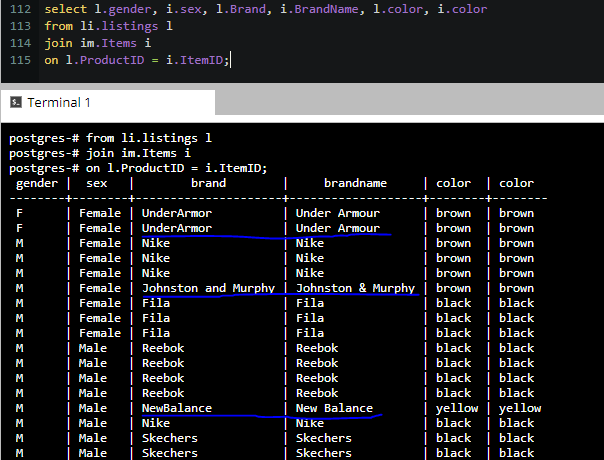 112 select l.gender, i.sex, l.Brand, i.BrandName, l.color, i.color
113 from li.listings l
114 join im.Items i
115 on l.ProductID = i.ItemID;
Terminal 1
postgres-# from li.listings l
postgres-# join im.Items i
postgres-# on l.ProductID = i.ItemID;
gender | sex | brand | brandname | color | color
--------+--------+--------------------+-----------------+--------+--------
F | Female | UnderArmor | Under Armour | brown | brown
F | Female | UnderArmor | Under Armour | brown | brown
M | Female | Nike | Nike | brown | brown
M | Female | Nike | Nike | brown | brown
M | Female | Nike | Nike | brown | brown
M | Female | Johnston and Murphy | Johnston & Murphy | brown | brown
M | Female | Fila | Fila | black | black
M | Female | Fila | Fila | black | black
M | Female | Fila | Fila | black | black
M | Male | Reebok | Reebok | black | black
M | Male | Reebok | Reebok | black | black
M | Male | Reebok | Reebok | black | black
M | Male | Reebok | Reebok | black | black
M | Male | NewBalance | New Balance | yellow | yellow
M | Male | Nike | Nike | black | black
M | Male | Skechers | Skechers | black | black
M | Male | Skechers | Skechers | black | black